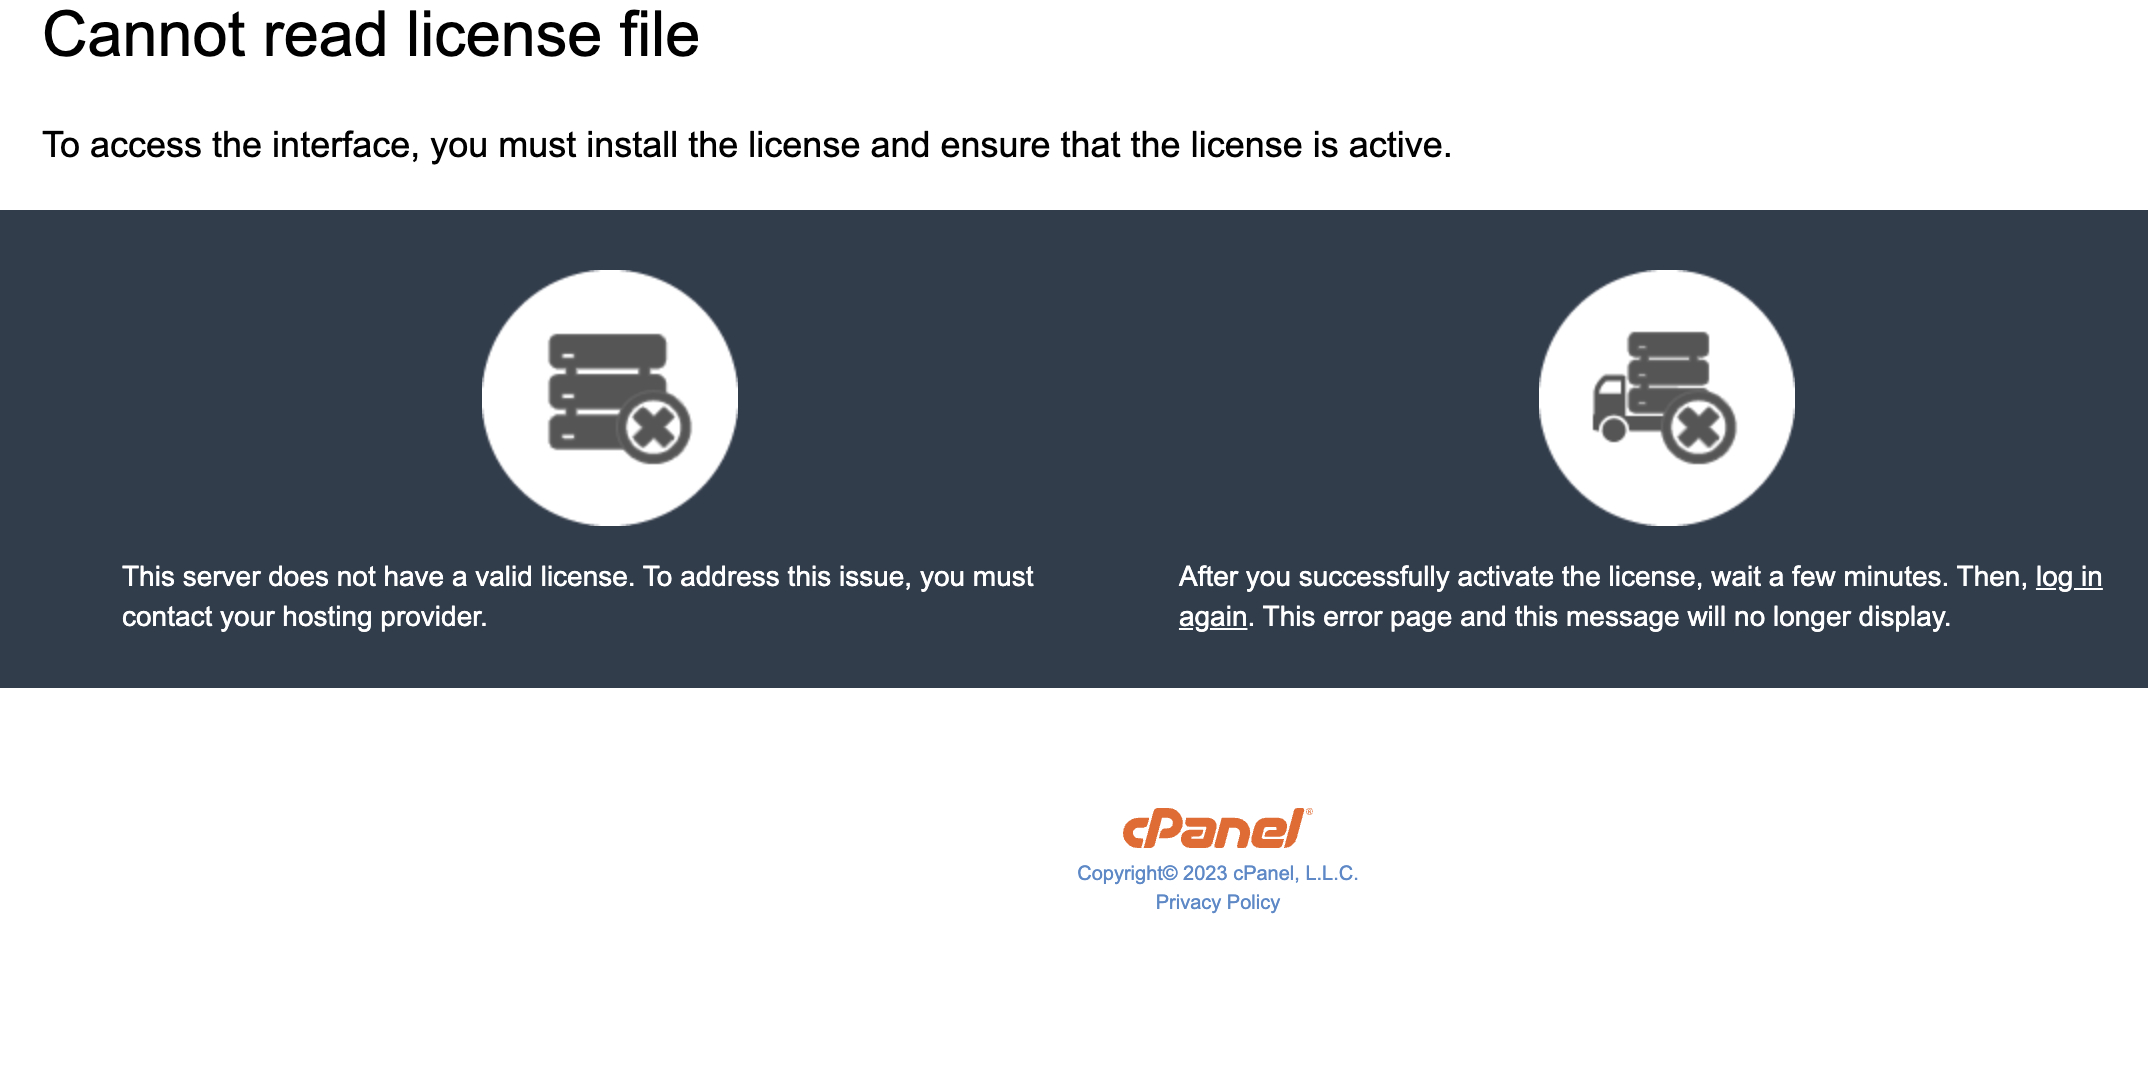 Cannot read license file
To access the interface, you must install the license and ensure that the license is active.
This server does not have a valid license. To address this issue, you must
contact your hosting provider.
After you successfully activate the license, wait a few minutes. Then, log in
again. This error page and this message will no longer display.
cPanel®
Copyright© 2023 cPanel, L.L.C.
Privacy Policy